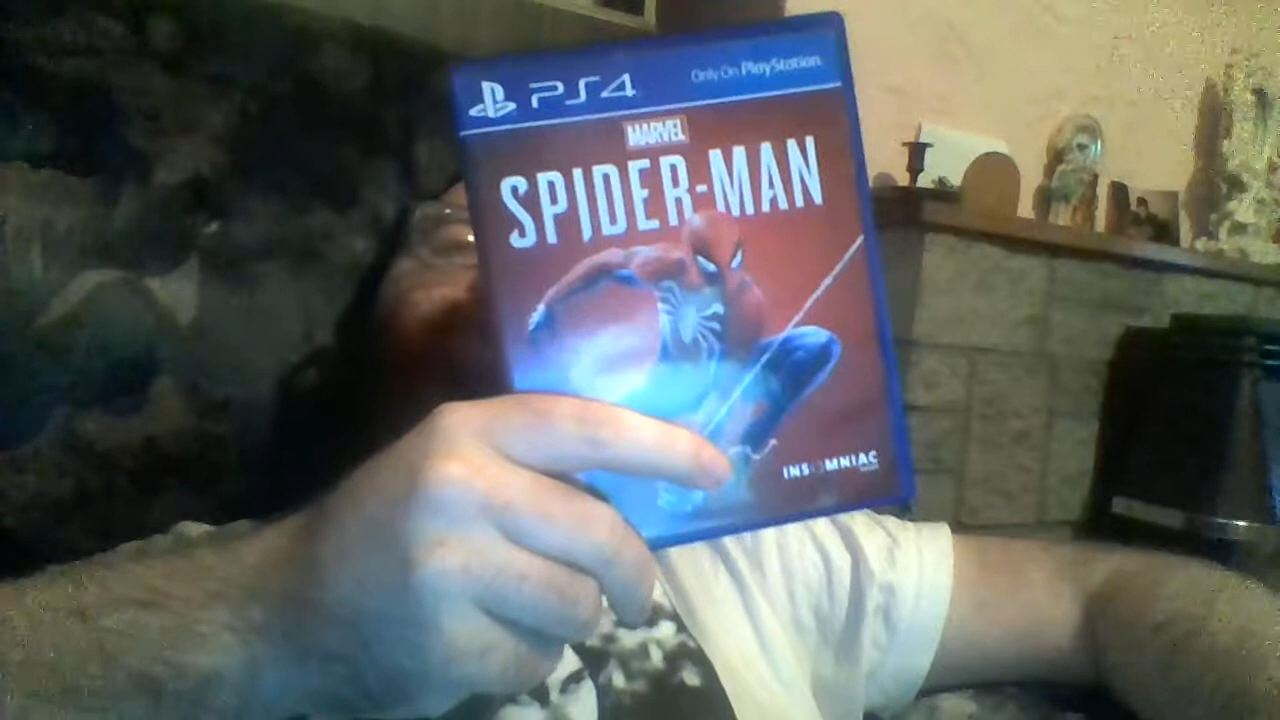 PS4
Only On PlayStation
MARVEL
SPIDER-MAN
INSOMNIAC